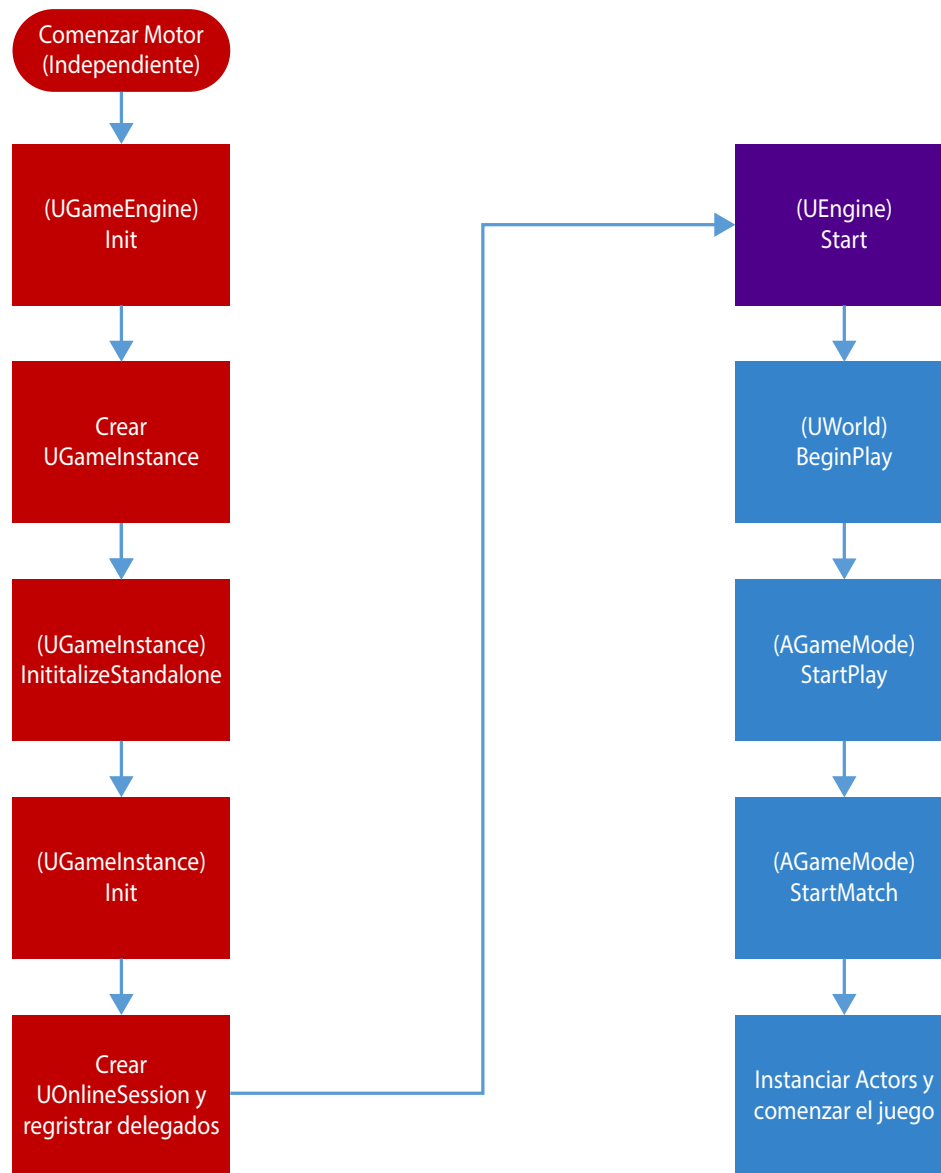 Comenzar Motor
(Independiente)
(UGameEngine)
Init
Crear
UGameInstance
(UGameInstance)
InititalizeStandalone
(UGameInstance)
Init
Crear
UOnlineSession y
regristrar delegados
(UEngine)
Start
(UWorld)
BeginPlay
(AGameMode)
StartPlay
(AGameMode)
StartMatch
Instanciar Actors y
comenzar el juego